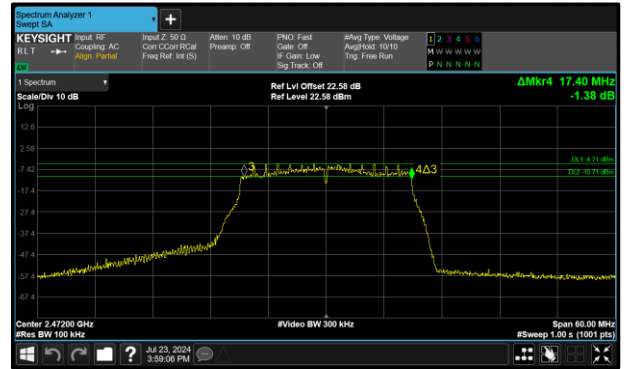 Spectrum Analyzer 1
Swept SA
+
KEYSIGHT Input: RF Input Z: 50 Ω Atten: 10 dB PNO: Fast #Avg Type: Voltage 1 2 3 4 5 6
RLT Coupling: AC Corr CCorr RCal Preamp: Off Gate: Off Avg|Hold: 10/10 M W W W W W
Align: Partial Freq Ref: Int (S) IF Gain: Low Trig: Free Run
Sig Track: Off P N N N N N
LXI
1 Spectrum Ref Lvl Offset 22.58 dB ΔMkr4 17.40 MHz
Scale/Div 10 dB Ref Level 22.58 dBm -1.38 dB
Log
12.6
2.58
DL1 -4.71 dBm
-7.42 3 4Δ3 DL2 -10.71 dBm
-17.4
-27.4
-37.4
-47.4
-57.4
-67.4
Center 2.47200 GHz #Video BW 300 kHz Span 60.00 MHz
#Res BW 100 kHz #Sweep 1.00 s (1001 pts)
? Jul 23, 2024
3:59:06 PM